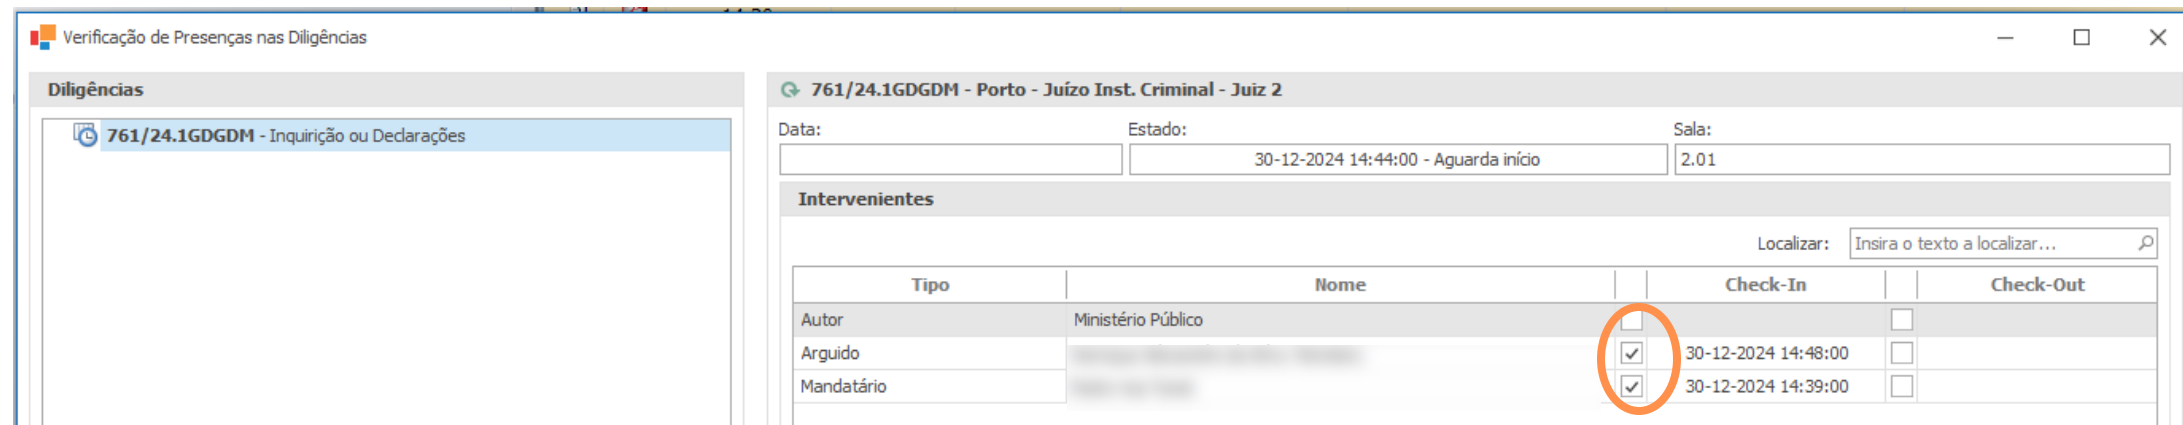 Verificação de Presenças nas Diligências
Diligências
761/24.1GDGDM - Inquirição ou Declarações
761/24.1GDGDM - Porto - Juízo Inst. Criminal - Juiz 2
Data: Estado: Sala:
30-12-2024 14:44:00 - Aguarda início 2.01
Intervenientes
Localizar: Insira o texto a localizar...
Tipo Nome Check-In Check-Out
Autor Ministério Público
Arguido 30-12-2024 14:48:00
Mandatário 30-12-2024 14:39:00